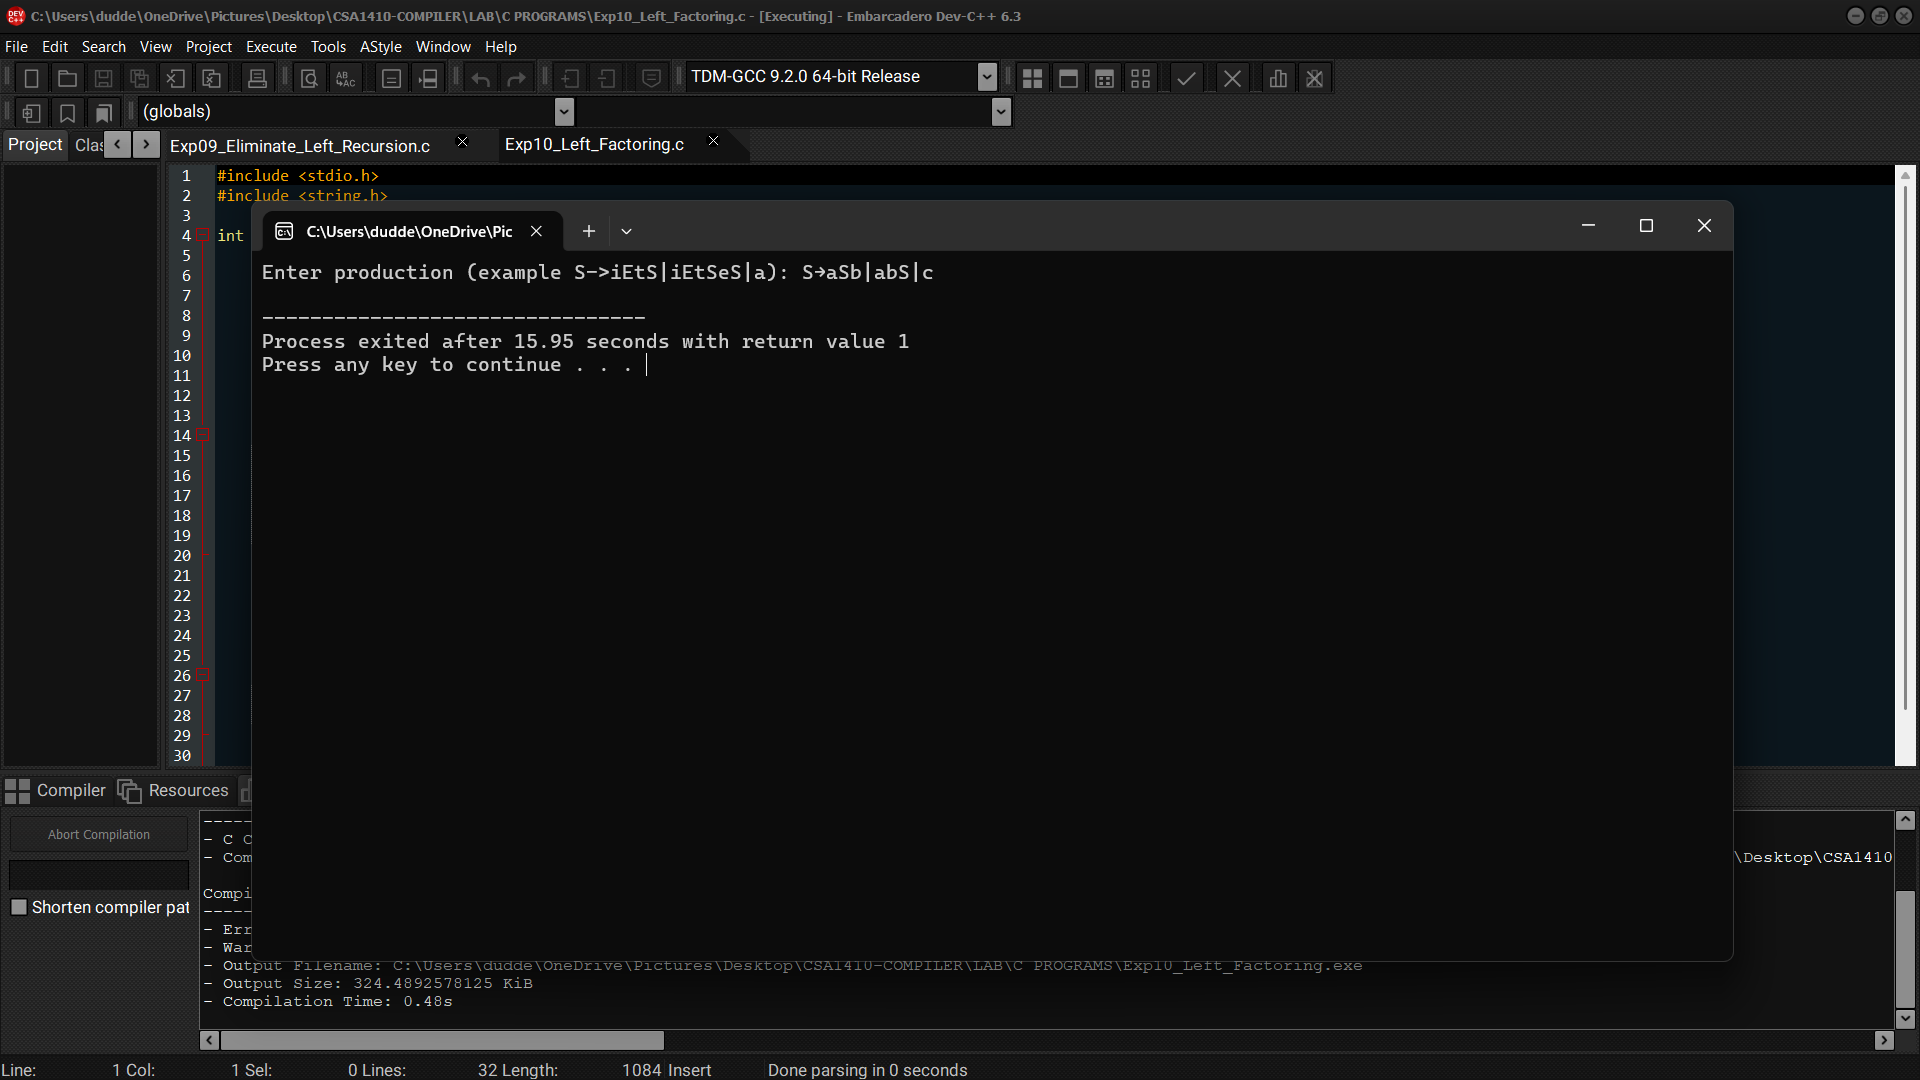 C:\Users\dudde\OneDrive\Pictures\Desktop\CSA1410-COMPILER\LAB\C PROGRAMS\Exp10_Left_Factoring.c - [Executing] - Embarcadero Dev-C++ 6.3
File Edit Search View Project Execute Tools AStyle Window Help
TDM-GCC 9.2.0 64-bit Release
(globals)
Project Clas Exp09_Eliminate_Left_Recursion.c Exp10_Left_Factoring.c
1 #include <stdio.h>
2 #include <string.h>
3
4 int
5
6
7
8
9
10
11
12
13
14
15
16
17
18
19
20
21
22
23
24
25
26
27
28
29
30
C:\Users\dudde\OneDrive\Pic
Enter production (example S->iEtS|iEtSeS|a): S→aSb|abS|c
--------------------------------
Process exited after 15.95 seconds with return value 1
Press any key to continue . . .
Compiler Resources
Abort Compilation
Shorten compiler pat
-----
- C C
- Com \Desktop\CSA1410
Compi
-----
- Err
- War
- Output Filename: C:\Users\dudde\OneDrive\Pictures\Desktop\CSA1410-COMPILER\LAB\C PROGRAMS\Exp10_Left_Factoring.exe
- Output Size: 324.4892578125 KiB
- Compilation Time: 0.48s
Line: 1 Col: 1 Sel: 0 Lines: 32 Length: 1084 Insert Done parsing in 0 seconds